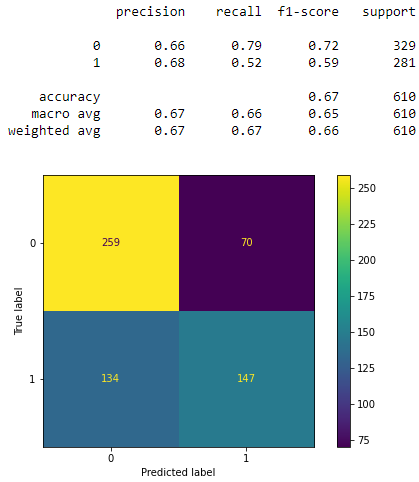 precision recall f1-score support
0 0.66 0.79 0.72 329
1 0.68 0.52 0.59 281
accuracy 0.67 610
macro avg 0.67 0.66 0.65 610
weighted avg 0.67 0.67 0.66 610
250
0 259 70
225
200
175
True label
150
1 134 147
125
100
75
0 1
Predicted label